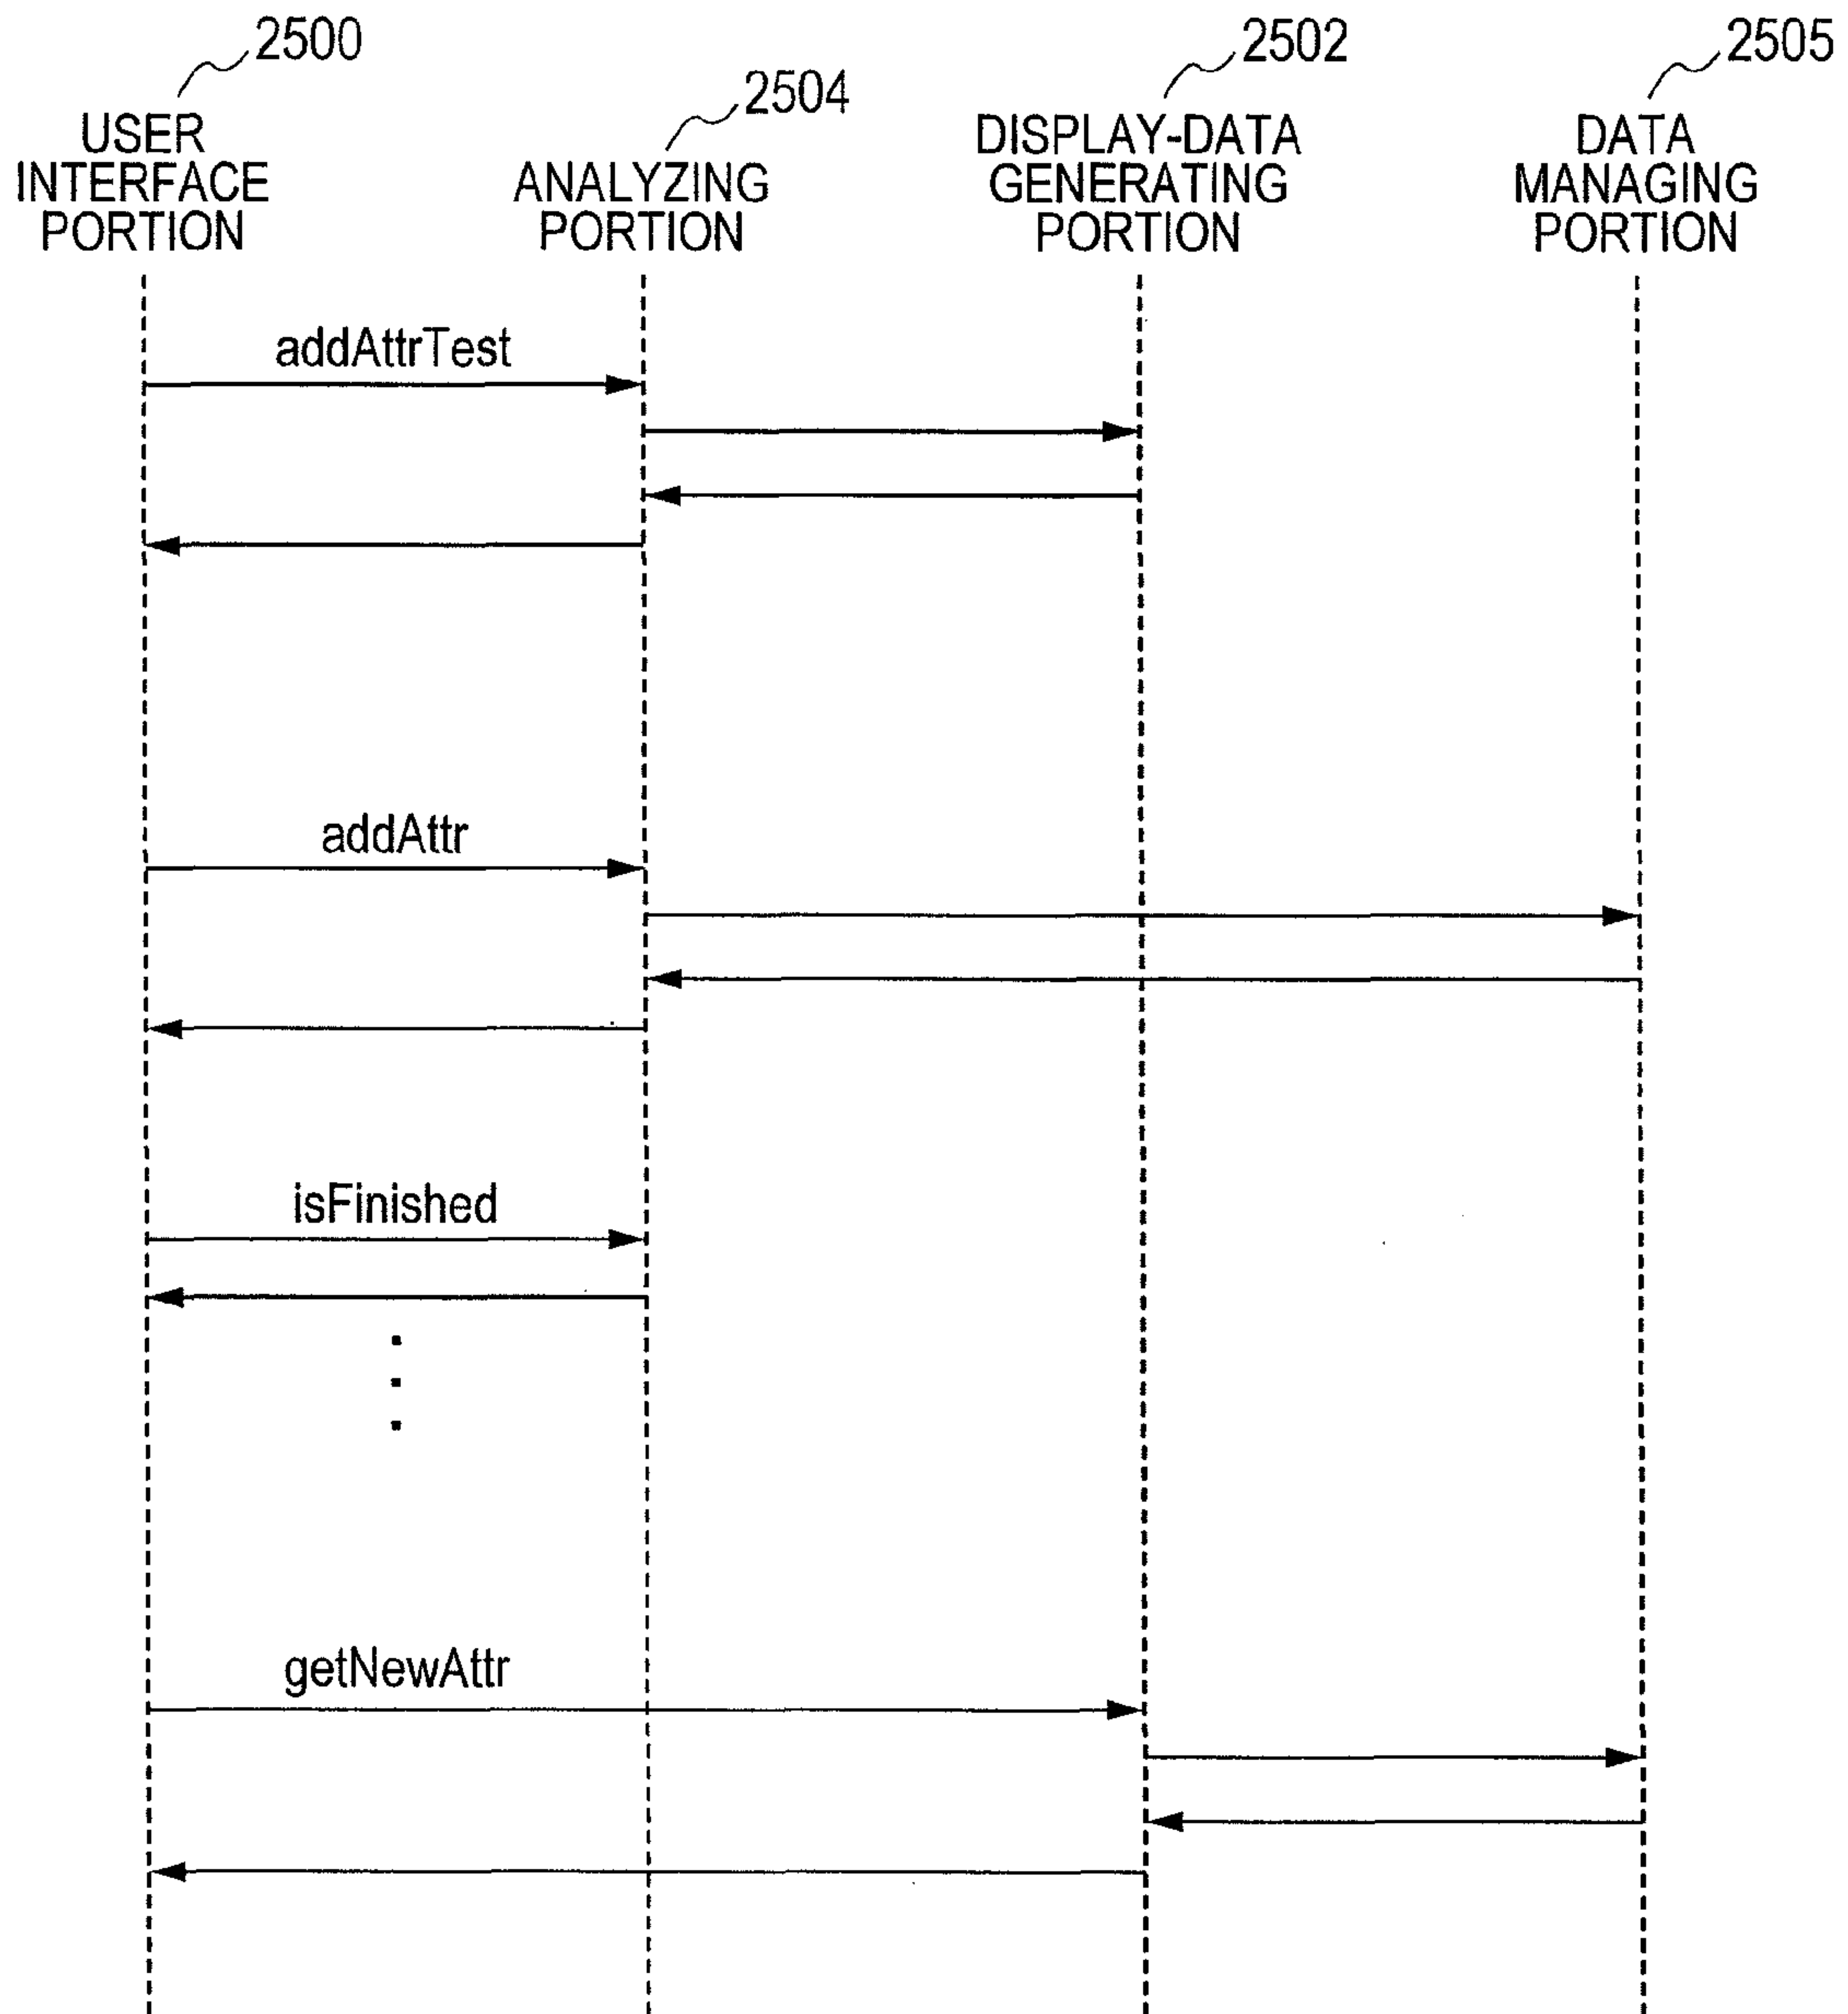 2500
USER
INTERFACE
PORTION
2504
ANALYZING
PORTION
2502
DISPLAY-DATA
GENERATING
PORTION
2505
DATA
MANAGING
PORTION
addAttrTest
addAttr
isFinished
getNewAttr